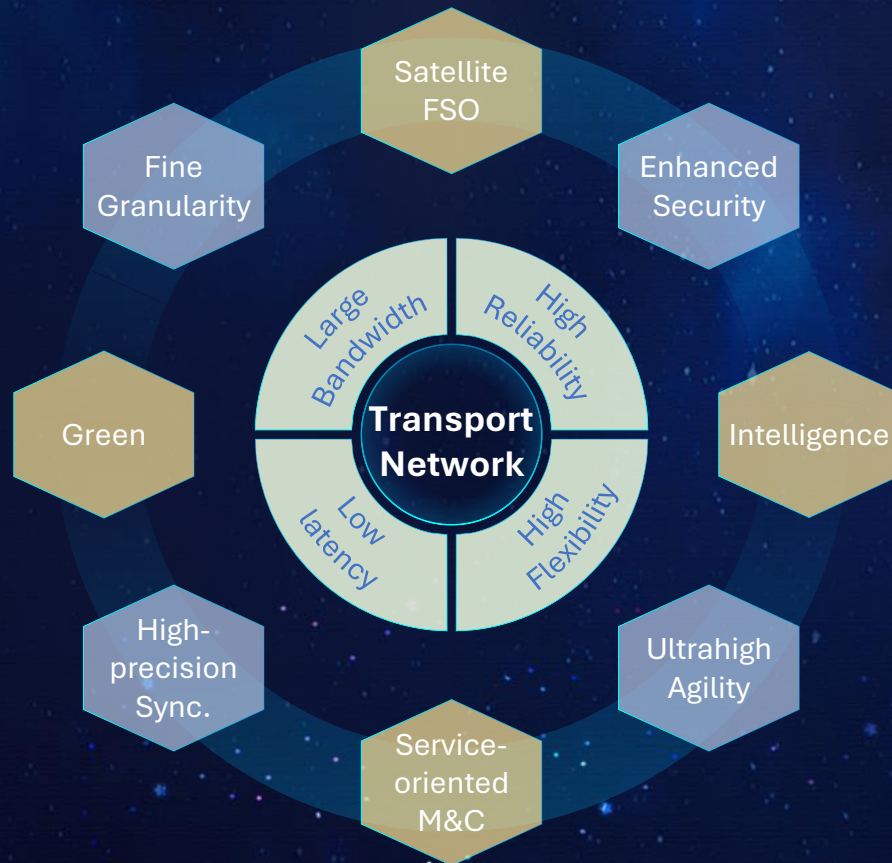 Satellite
FSO
Fine
Granularity
Enhanced
Security
Large
Bandwidth
High
Reliability
Green
Transport
Network
Intelligence
Low
latency
High
Flexibility
High-
precision
Sync.
Ultrahigh
Agility
Service-
oriented
M&C